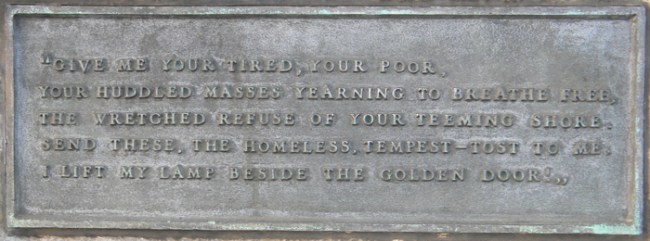 "GIVE ME YOUR TIRED, YOUR POOR,
YOUR HUDDLED MASSES YEARNING TO BREATHE FREE,
THE WRETCHED REFUSE OF YOUR TEEMING SHORE.
SEND THESE, THE HOMELESS, TEMPEST-TOST TO ME,
I LIFT MY LAMP BESIDE THE GOLDEN DOOR!"